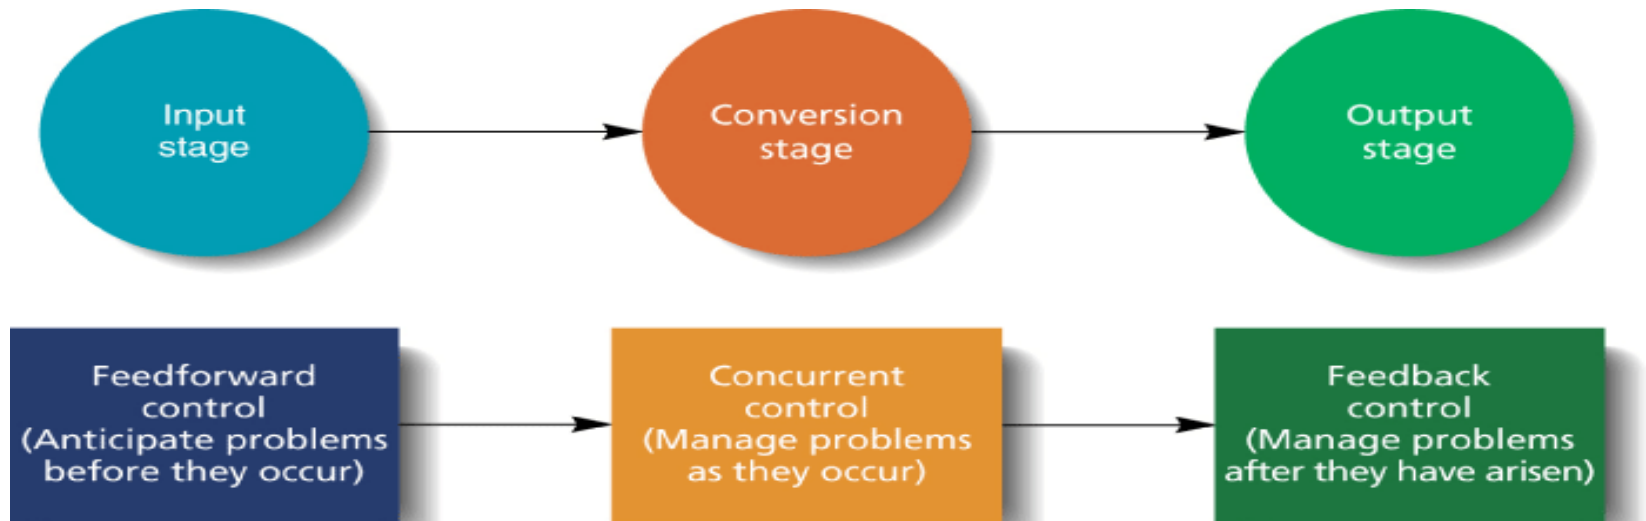 Input
stage
Conversion
stage
Output
stage
Feedforward
control
(Anticipate problems
before they occur)
Concurrent
control
(Manage problems
as they occur)
Feedback
control
(Manage problems
after they have arisen)